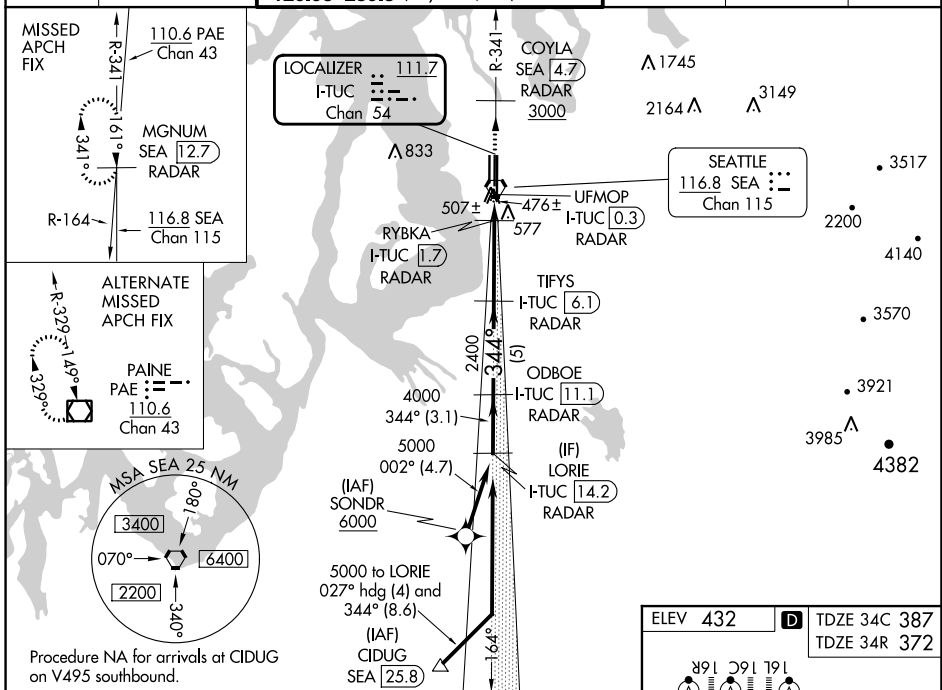 MISSED
APCH
FIX
R-341
110.6 PAE
Chan 43
161°
341°
MGNUM
SEA 12.7
RADAR
R-164
116.8 SEA
Chan 115
ALTERNATE
MISSED
APCH FIX
R-329
149°
329°
PAINE
PAE
110.6
Chan 43
MSA SEA 25 NM
180°
3400
070°
6400
2200
340°
Procedure NA for arrivals at CIDUG
on V495 southbound.
LOCALIZER 111.7
I-TUC
Chan 54
R-341
COYLA
SEA 4.7
RADAR
3000
1745
2164
3149
833
SEATTLE
116.8 SEA
Chan 115
3517
2200
4140
507±
476±
577
UFMOP
I-TUC 0.3
RADAR
RYBKA
I-TUC 1.7
RADAR
TIFYS
I-TUC 6.1
RADAR
3570
2400
344°
(5)
ODBOE
I-TUC 11.1
RADAR
4000
344° (3.1)
3921
3985
4382
5000
002° (4.7)
(IF)
LORIE
I-TUC 14.2
RADAR
(IAF)
SONDR
6000
5000 to LORIE
027° hdg (4) and
344° (8.6)
(IAF)
CIDUG
SEA 25.8
164°
ELEV 432
D
TDZE 34C 387
TDZE 34R 372
16R 16C 16L